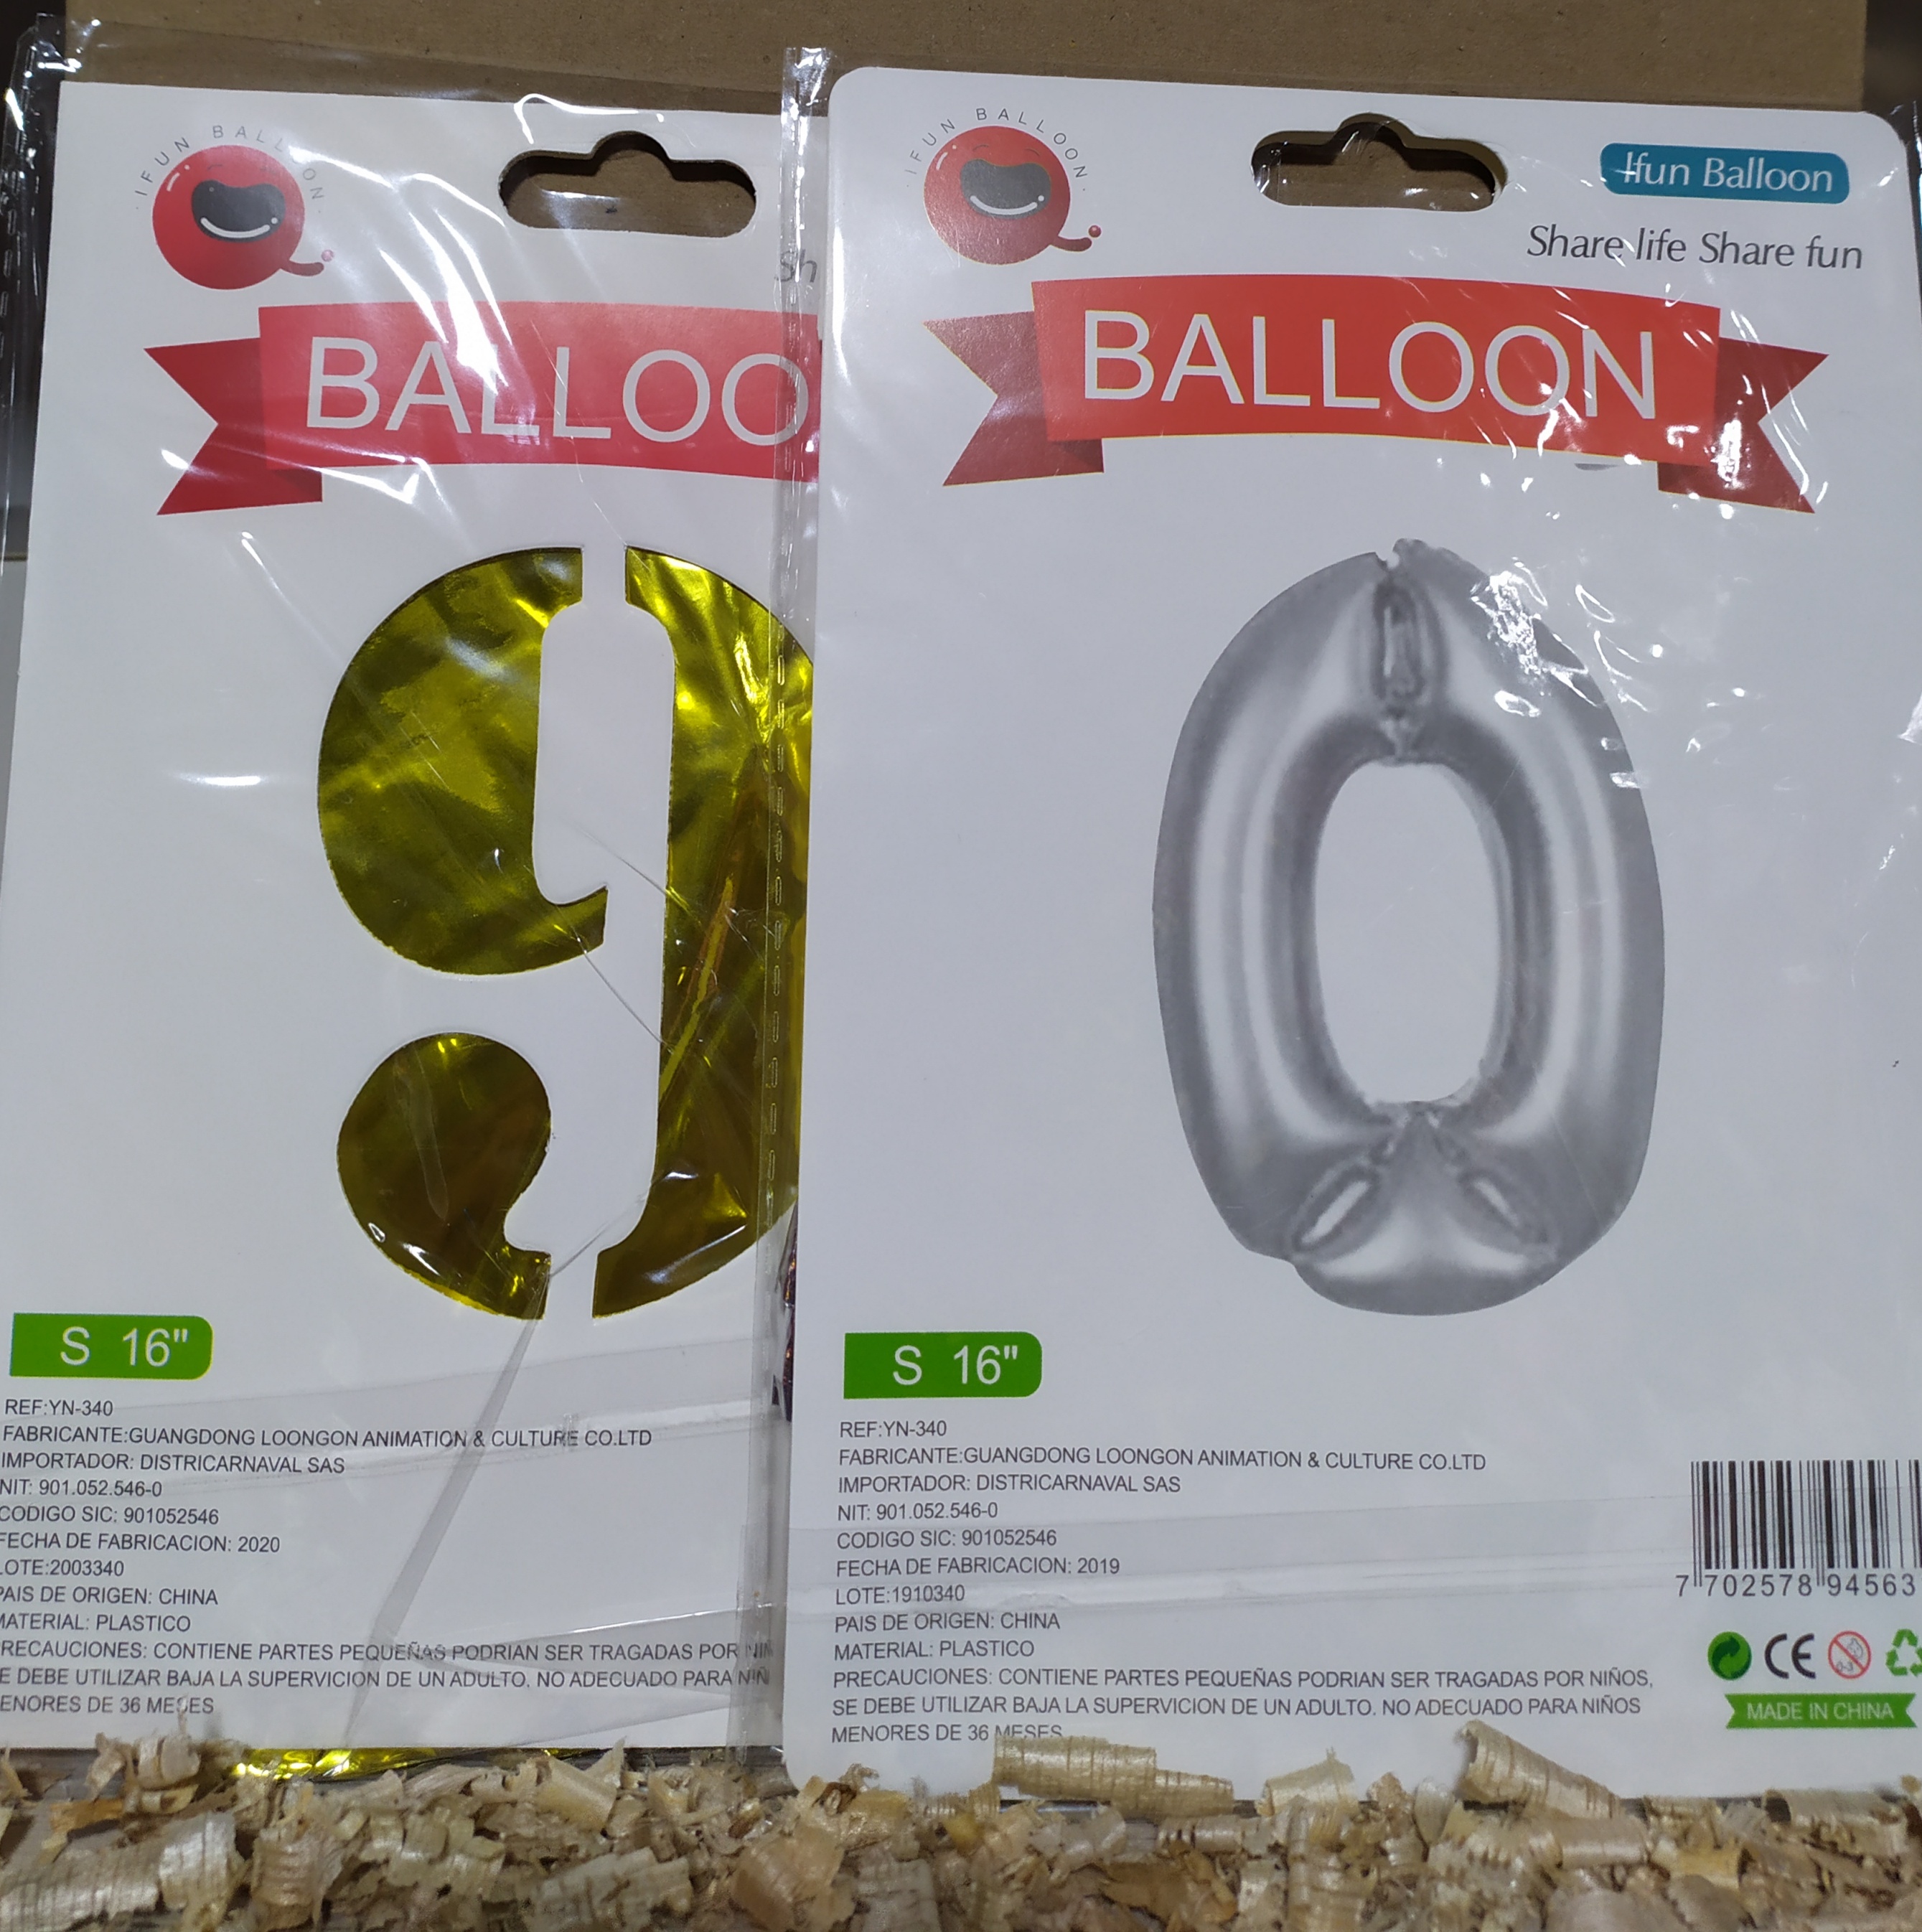 IFUN BALLOON
Sh
BALLOO
9
S 16"
REF:YN-340
FABRICANTE:GUANGDONG LOONGON ANIMATION & CULTURE CO.LTD
IMPORTADOR: DISTRICARNAVAL SAS
NIT: 901.052.546-0
CODIGO SIC: 901052546
FECHA DE FABRICACION: 2020
LOTE:2003340
PAIS DE ORIGEN: CHINA
MATERIAL: PLASTICO
RECAUCIONES: CONTIENE PARTES PEQUEÑAS PODRIAN SER TRAGADAS POR NIÑ
E DEBE UTILIZAR BAJA LA SUPERVICION DE UN ADULTO. NO ADECUADO PARA NIÑ
ENORES DE 36 MESES
IFUN BALLOON
Ifun Balloon
Share life Share fun
BALLOON
0
S 16"
REF:YN-340
FABRICANTE:GUANGDONG LOONGON ANIMATION & CULTURE CO.LTD
IMPORTADOR: DISTRICARNAVAL SAS
NIT: 901.052.546-0
CODIGO SIC: 901052546
FECHA DE FABRICACION: 2019
LOTE:1910340
PAIS DE ORIGEN: CHINA
MATERIAL: PLASTICO
PRECAUCIONES: CONTIENE PARTES PEQUEÑAS PODRIAN SER TRAGADAS POR NIÑOS,
SE DEBE UTILIZAR BAJA LA SUPERVICION DE UN ADULTO. NO ADECUADO PARA NIÑOS
MENORES DE 36 MESES
7 702578 94563
CE
0-3
MADE IN CHINA